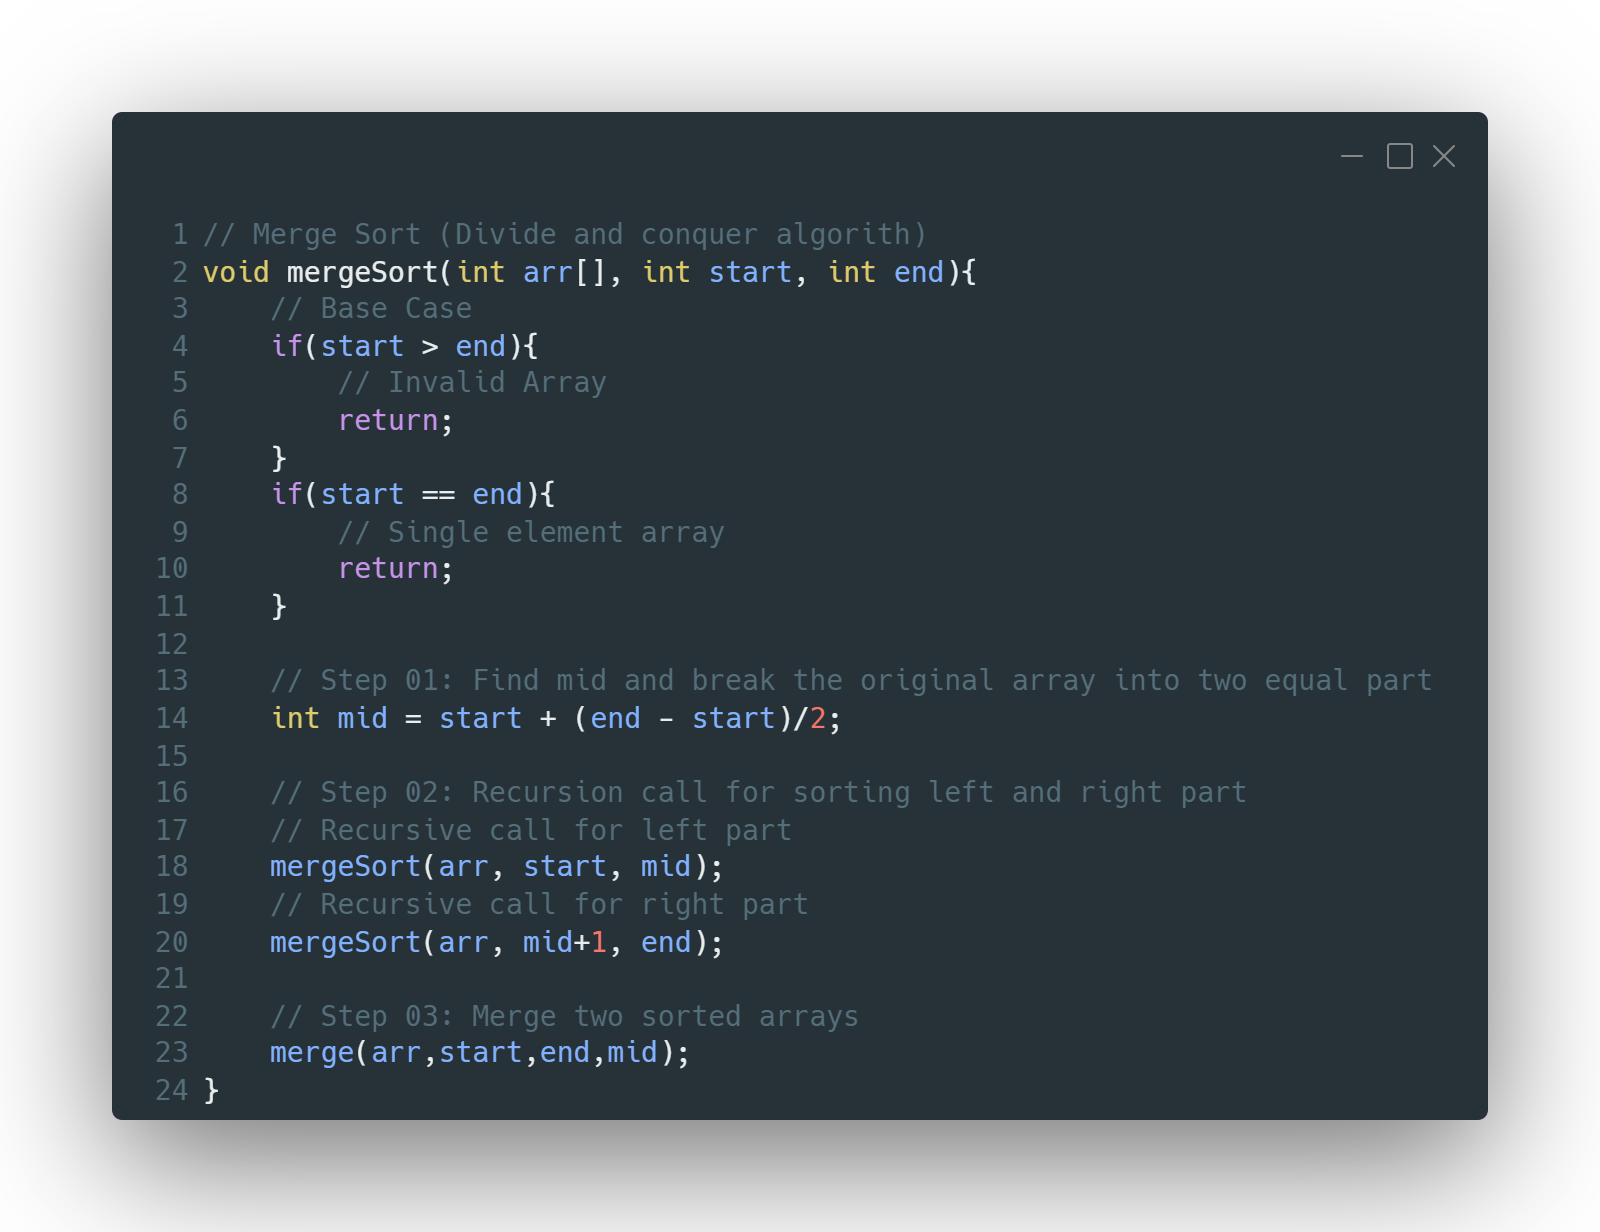 1 // Merge Sort (Divide and conquer algorith)
2 void mergeSort(int arr[], int start, int end){
3     // Base Case
4     if(start > end){
5         // Invalid Array
6         return;
7     }
8     if(start == end){
9         // Single element array
10         return;
11     }
12
13     // Step 01: Find mid and break the original array into two equal part
14     int mid = start + (end - start)/2;
15
16     // Step 02: Recursion call for sorting left and right part
17     // Recursive call for left part
18     mergeSort(arr, start, mid);
19     // Recursive call for right part
20     mergeSort(arr, mid+1, end);
21
22     // Step 03: Merge two sorted arrays
23     merge(arr,start,end,mid);
24 }